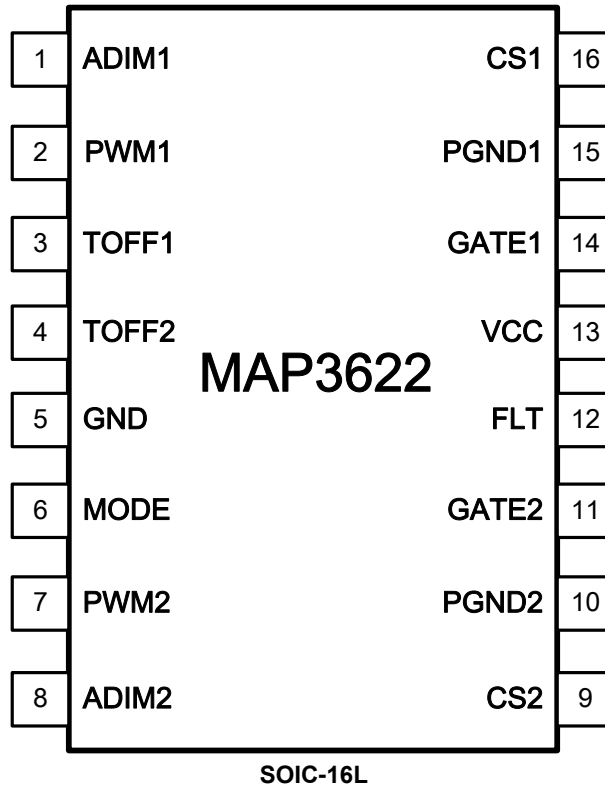 1 ADIM1 CS1 16
2 PWM1 PGND1 15
3 TOFF1 GATE1 14
4 TOFF2 VCC 13
MAP3622
5 GND FLT 12
6 MODE GATE2 11
7 PWM2 PGND2 10
8 ADIM2 CS2 9
SOIC-16L